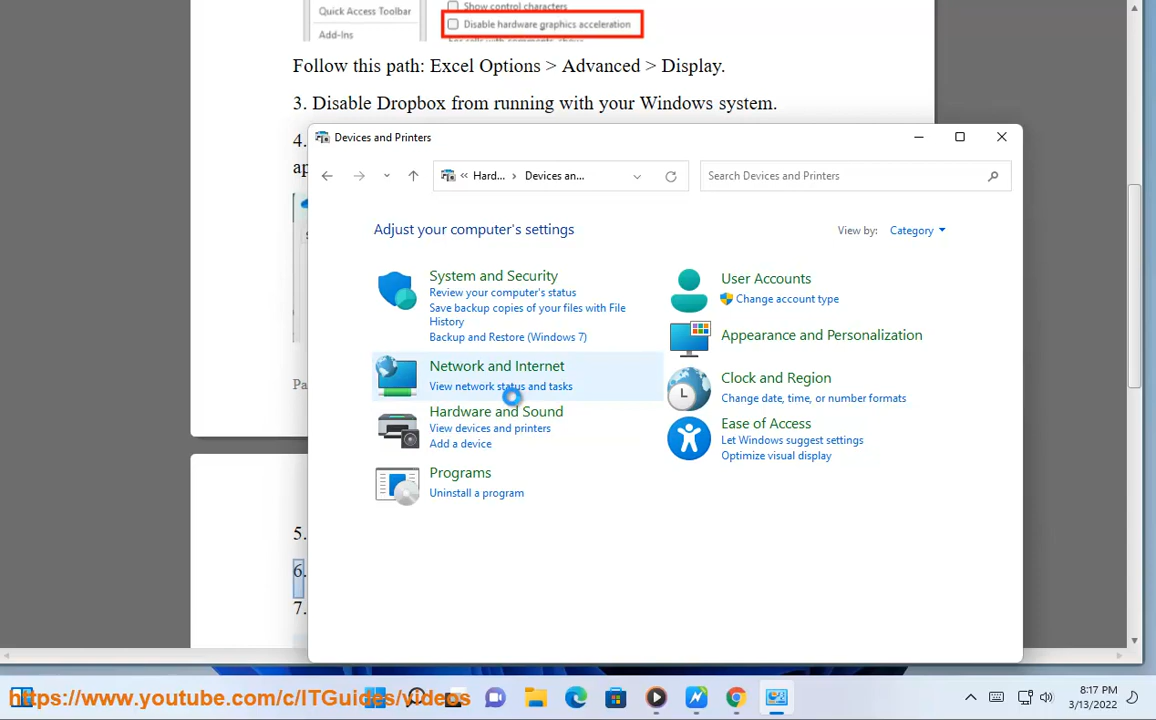 Show control characters
Quick Access Toolbar
Disable hardware graphics acceleration
Add-Ins
For cells with comments, show:
Follow this path: Excel Options > Advanced > Display.
3. Disable Dropbox from running with your Windows system.
4.
Devices and Printers
ap
« Hard... > Devices an...
Search Devices and Printers
Adjust your computer's settings
View by: Category
System and Security
Review your computer's status
Save backup copies of your files with File
History
Backup and Restore (Windows 7)
Network and Internet
View network status and tasks
Hardware and Sound
View devices and printers
Add a device
Programs
Uninstall a program
User Accounts
Change account type
Appearance and Personalization
Clock and Region
Change date, time, or number formats
Ease of Access
Let Windows suggest settings
Optimize visual display
Pa
5.
6.
7.
https://www.youtube.com/c/ITGuides/videos
8:17 PM
3/13/2022